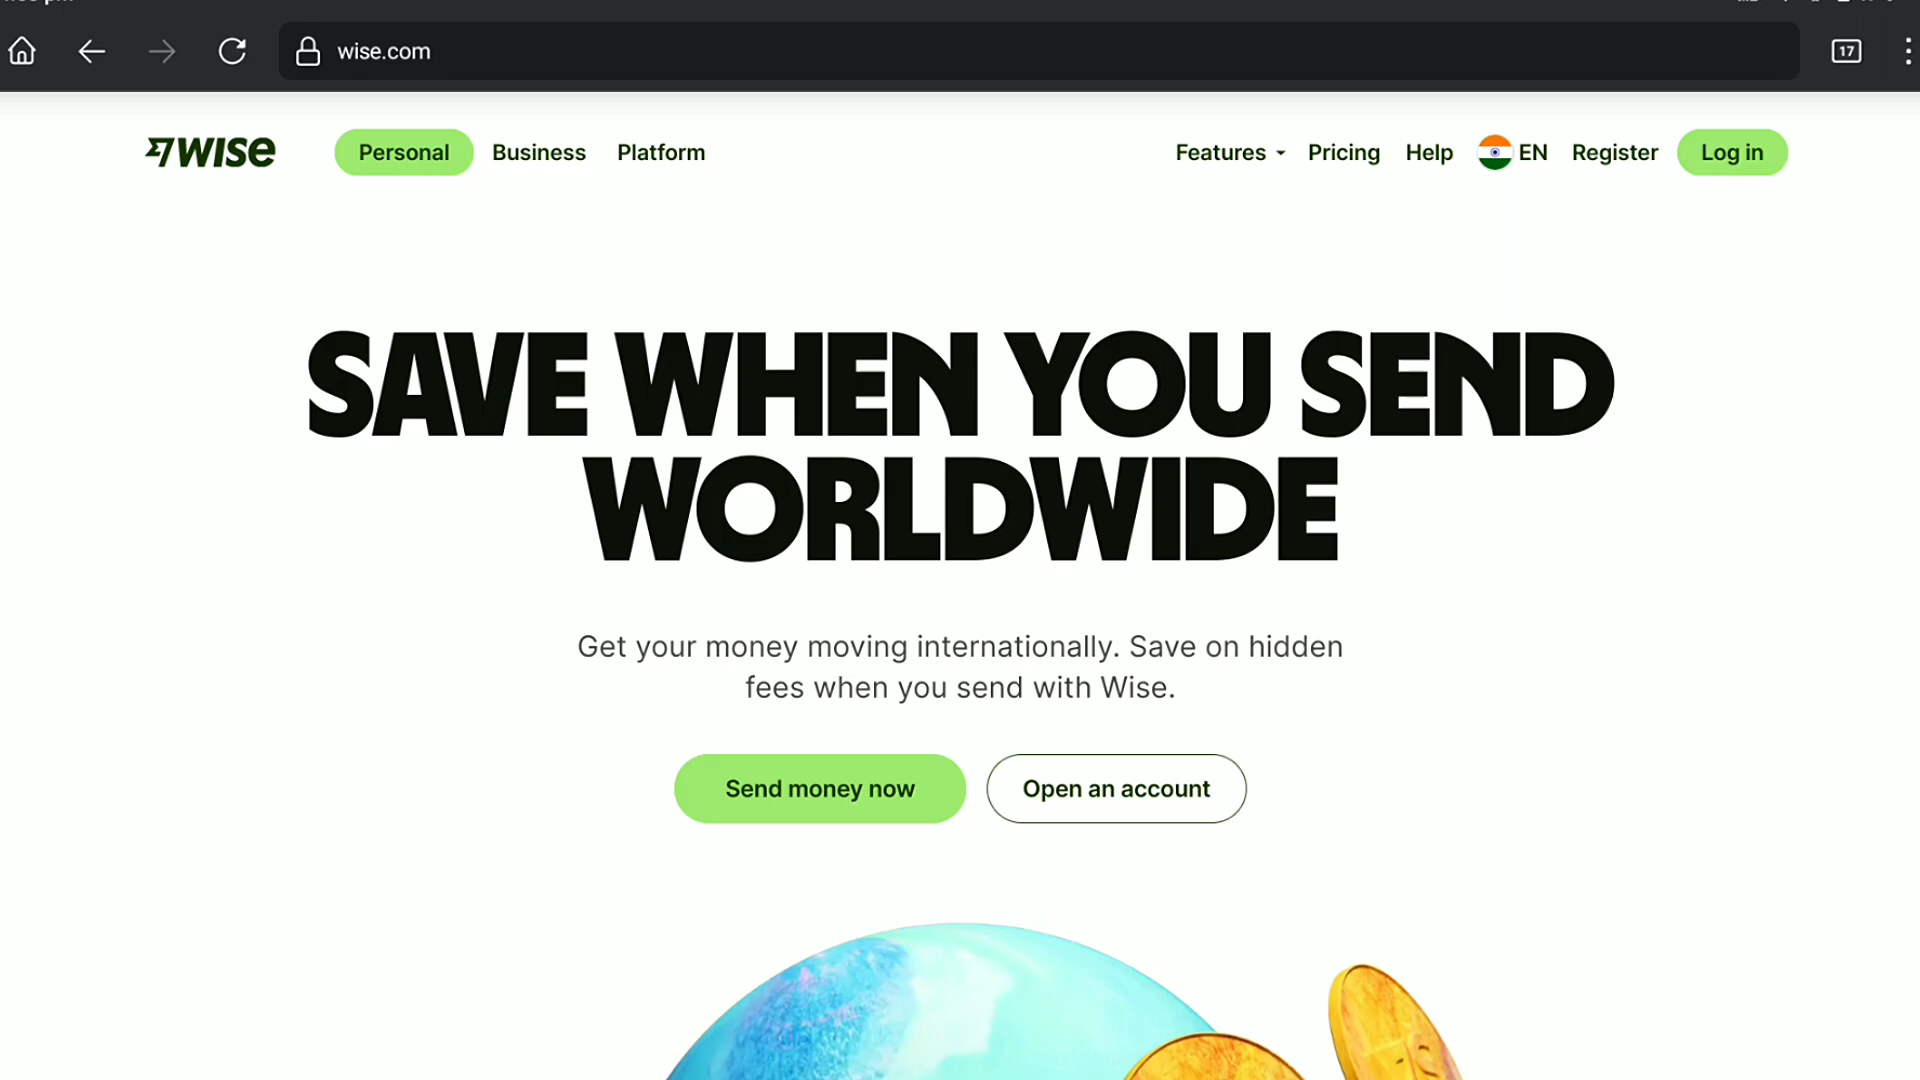 wise.com
17
WISE
Personal
Business
Platform
Features
Pricing
Help
EN
Register
Log in
SAVE WHEN YOU SEND
WORLDWIDE
Get your money moving internationally. Save on hidden
fees when you send with Wise.
Send money now
Open an account